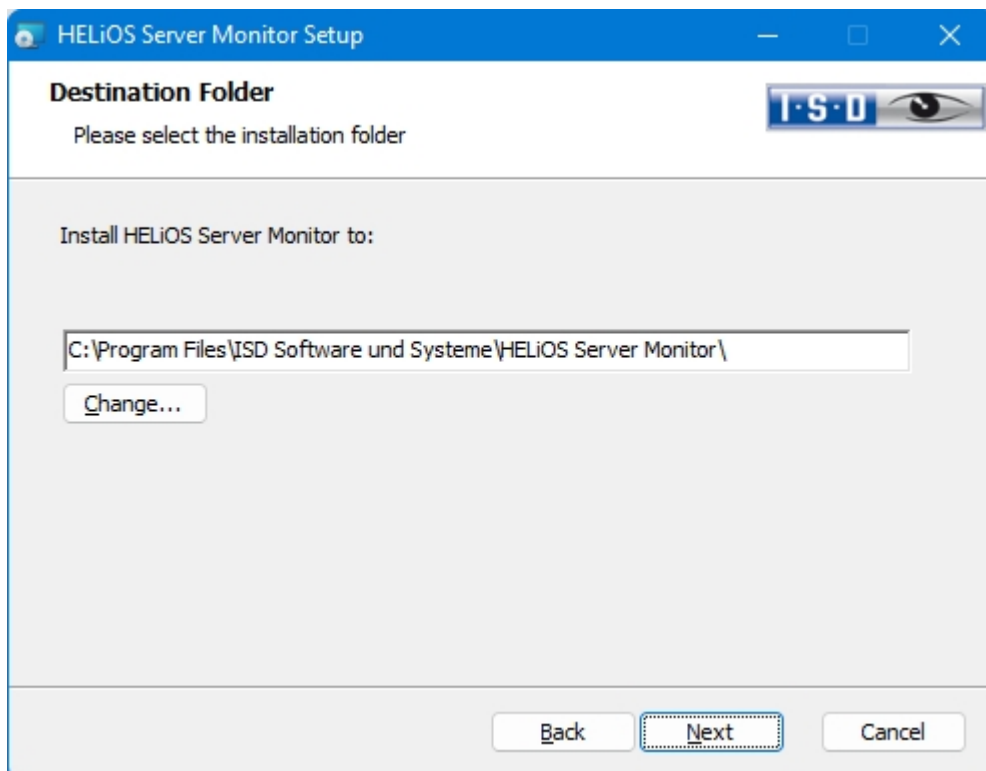 HELiOS Server Monitor Setup
Destination Folder
I·S·D
Please select the installation folder
Install HELiOS Server Monitor to:
C:\Program Files\ISD Software und Systeme\HELiOS Server Monitor\
Change...
Back Next Cancel